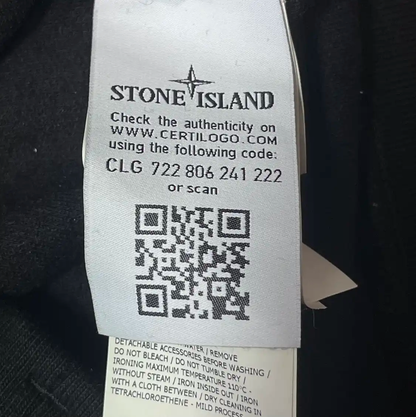 STONE ISLAND
Check the authenticity on
WWW.CERTILOGO.COM
using the following code:
CLG 722 806 241 222
or scan
WATER / REMOVE
DETACHABLE ACCESSORIES BEFORE WASHING /
DO NOT BLEACH / DO NOT TUMBLE DRY /
IRONING MAXIMUM TEMPERATURE 110°C -
WITHOUT STEAM / IRON INSIDE OUT / IRON
WITH A CLOTH BETWEEN / DRY CLEANING IN
TETRACHLOROETHENE - MILD PROCESS